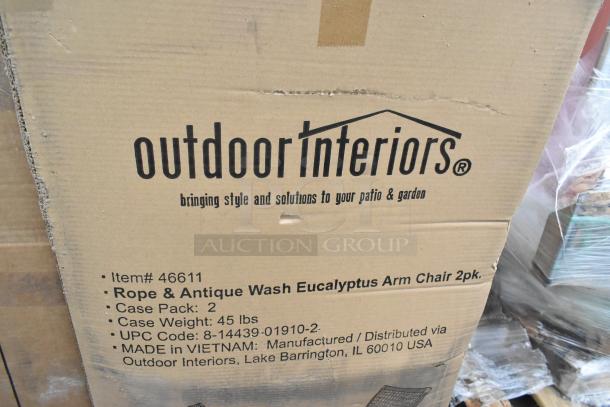 outdoorinteriors®
bringing style and solutions to your patio & garden
AUCTION GROUP
• Item# 46611
• Rope & Antique Wash Eucalyptus Arm Chair 2pk.
• Case Pack: 2
• Case Weight: 45 lbs
• UPC Code: 8-14439-01910-2
• MADE in VIETNAM: Manufactured / Distributed via
Outdoor Interiors, Lake Barrington, IL 60010 USA